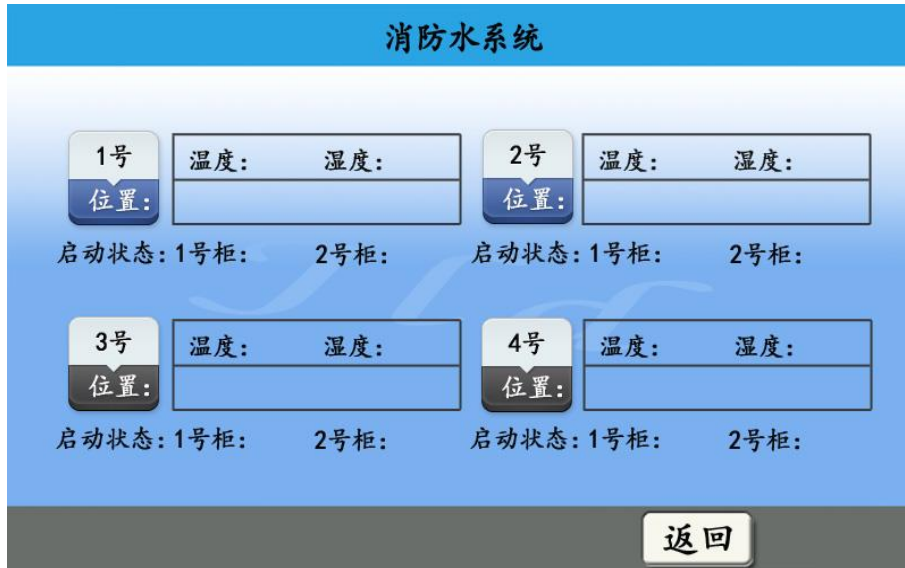 消防水系统
1号 温度： 湿度： 2号 温度： 湿度：
位置： 位置：
启动状态：1号柜： 2号柜： 启动状态：1号柜： 2号柜：
3号 温度： 湿度： 4号 温度： 湿度：
位置： 位置：
启动状态：1号柜： 2号柜： 启动状态：1号柜： 2号柜：
返回